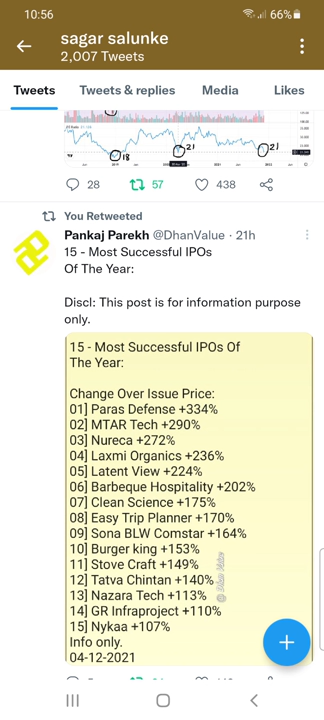 10:56
66%
sagar salunke
2,007 Tweets
Tweets
Tweets & replies
Media
Likes
18
21
21
28
57
438
You Retweeted
Pankaj Parekh @DhanValue · 21h
15 - Most Successful IPOs
Of The Year:
Discl: This post is for information purpose
only.
15 - Most Successful IPOs Of
The Year:
Change Over Issue Price:
01] Paras Defense +334%
02] MTAR Tech +290%
03] Nureca +272%
04] Laxmi Organics +236%
05] Latent View +224%
06] Barbeque Hospitality +202%
07] Clean Science +175%
08] Easy Trip Planner +170%
09] Sona BLW Comstar +164%
10] Burger king +153%
11] Stove Craft +149%
12] Tatva Chintan +140%
13] Nazara Tech +113%
14] GR Infraproject +110%
15] Nykaa +107%
Info only.
04-12-2021
@ Dhan Value